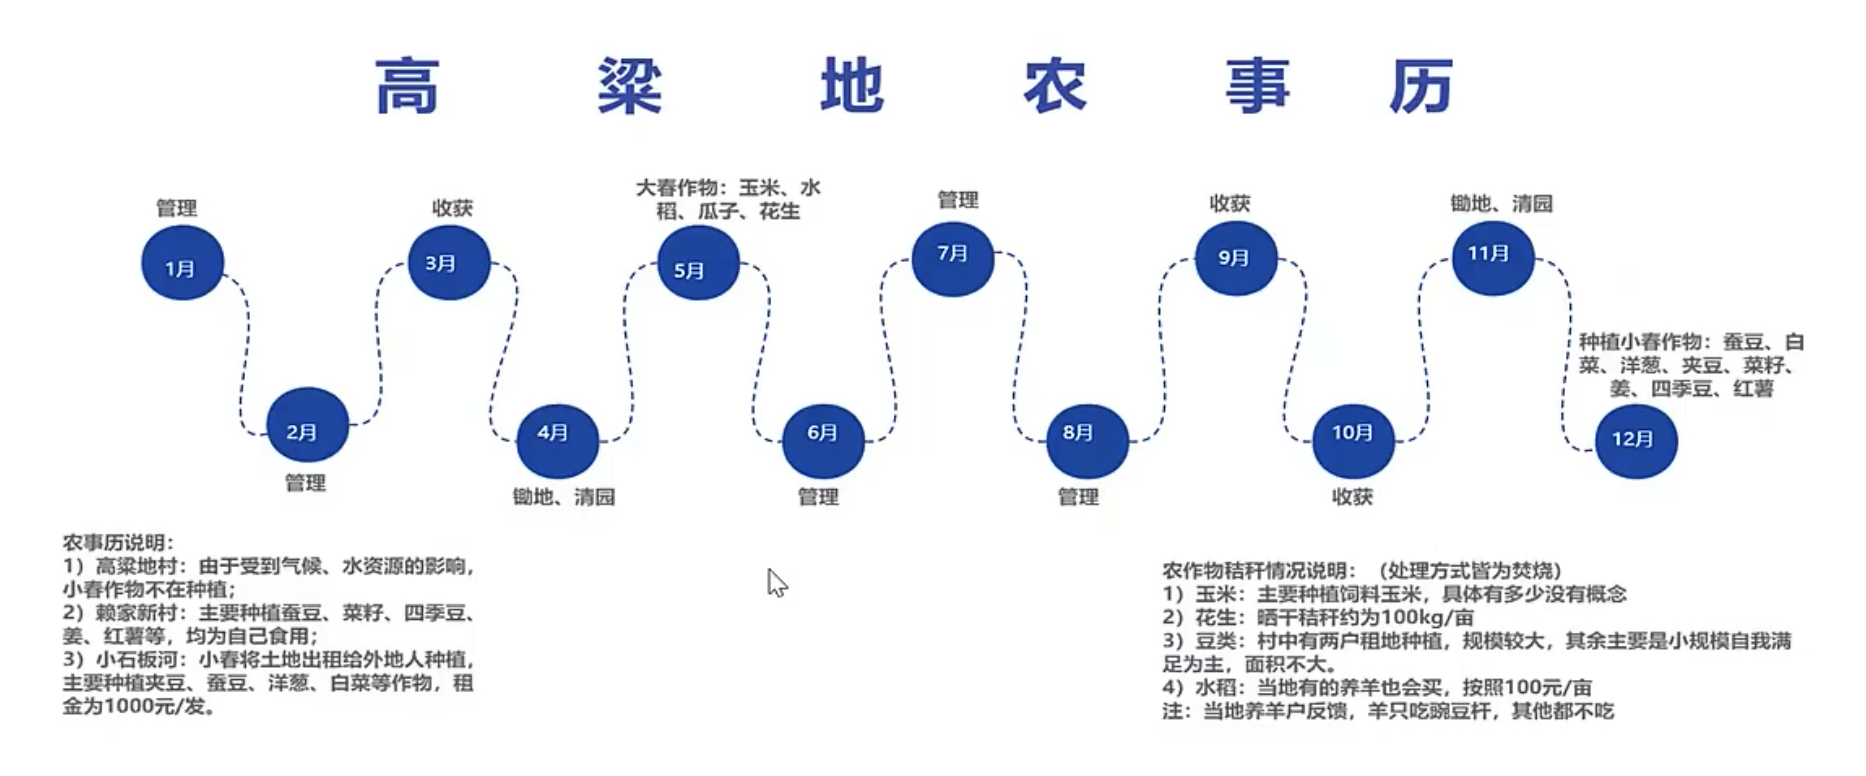 高粱地农事历
大春作物：玉米、水
稻、瓜子、花生
管理
收获
管理
收获
锄地、清园
1月
3月
5月
7月
9月
11月
种植小春作物：蚕豆、白
菜、洋葱、夹豆、菜籽、
姜、四季豆、红薯
2月
4月
6月
8月
10月
12月
管理
锄地、清园
管理
管理
收获
农事历说明：
1）高粱地村：由于受到气候、水资源的影响，
小春作物不在种植；
2）赖家新村：主要种植蚕豆、菜籽、四季豆、
姜、红薯等，均为自己食用；
3）小石板河：小春将土地出租给外地人种植，
主要种植夹豆、蚕豆、洋葱、白菜等作物，租
金为1000元/发。
农作物秸秆情况说明：（处理方式皆为焚烧）
1）玉米：主要种植饲料玉米，具体有多少没有概念
2）花生：晒干秸秆约为100kg/亩
3）豆类：村中有两户租地种植，规模较大，其余主要是小规模自我满
足为主，面积不大。
4）水稻：当地有的养羊也会买，按照100元/亩
注：当地养羊户反馈，羊只吃豌豆杆，其他都不吃